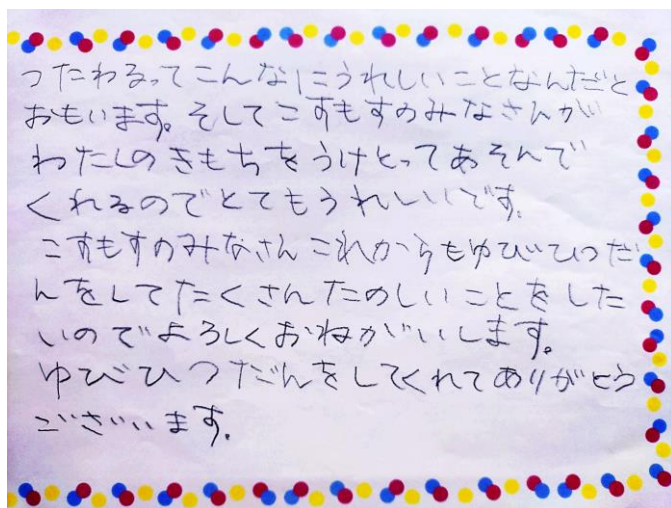 つたわるってこんなにうれしいことなんだと
おもいます。そしてこすもすのみなさんが
わたしのきもちをうけとってあそんで
くれるのでとてもうれしいです。
こすもすのみなさんこれからもゆびひつだ
んをしてたくさんたのしいことをした
いのでよろしくおねがいします。
ゆびひつだんをしてくれてありがとう
ございます。